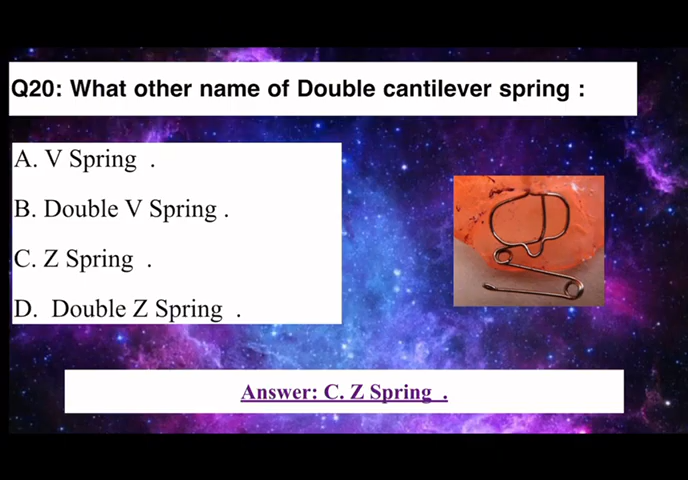 Q20: What other name of Double cantilever spring :
A. V Spring .
B. Double V Spring .
C. Z Spring .
D. Double Z Spring .
Answer: C. Z Spring .